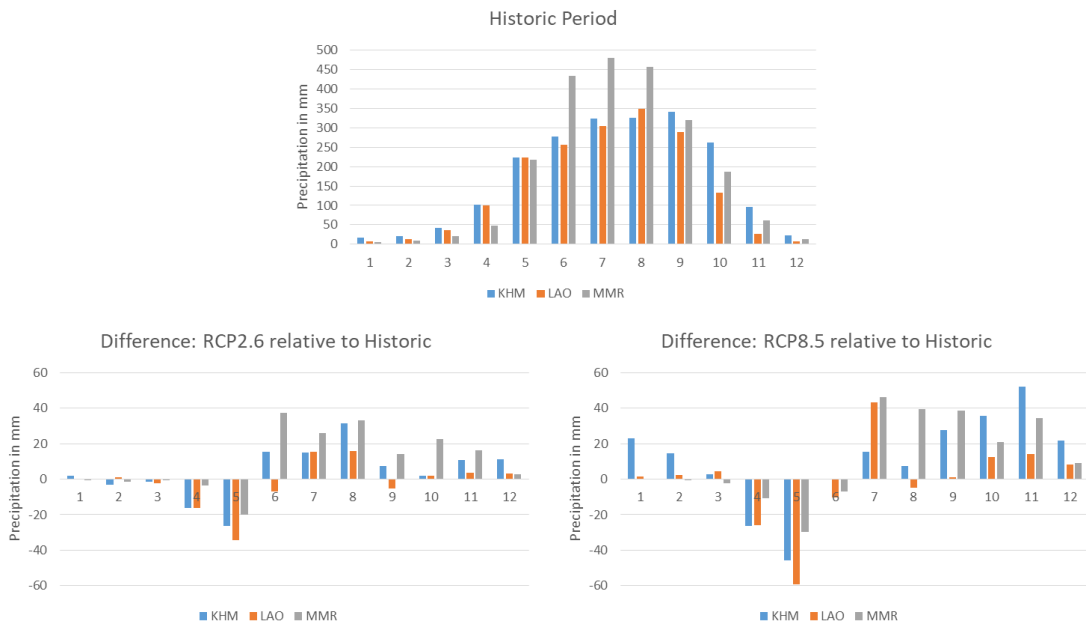 Historic Period
Precipitation in mm
500
450
400
350
300
250
200
150
100
50
0
1 2 3 4 5 6 7 8 9 10 11 12
KHM LAO MMR
Difference: RCP2.6 relative to Historic
Precipitation in mm
60
40
20
0
-20
-40
-60
1 2 3 4 5 6 7 8 9 10 11 12
KHM LAO MMR
Difference: RCP8.5 relative to Historic
Precipitation in mm
60
40
20
0
-20
-40
-60
1 2 3 4 5 6 7 8 9 10 11 12
KHM LAO MMR